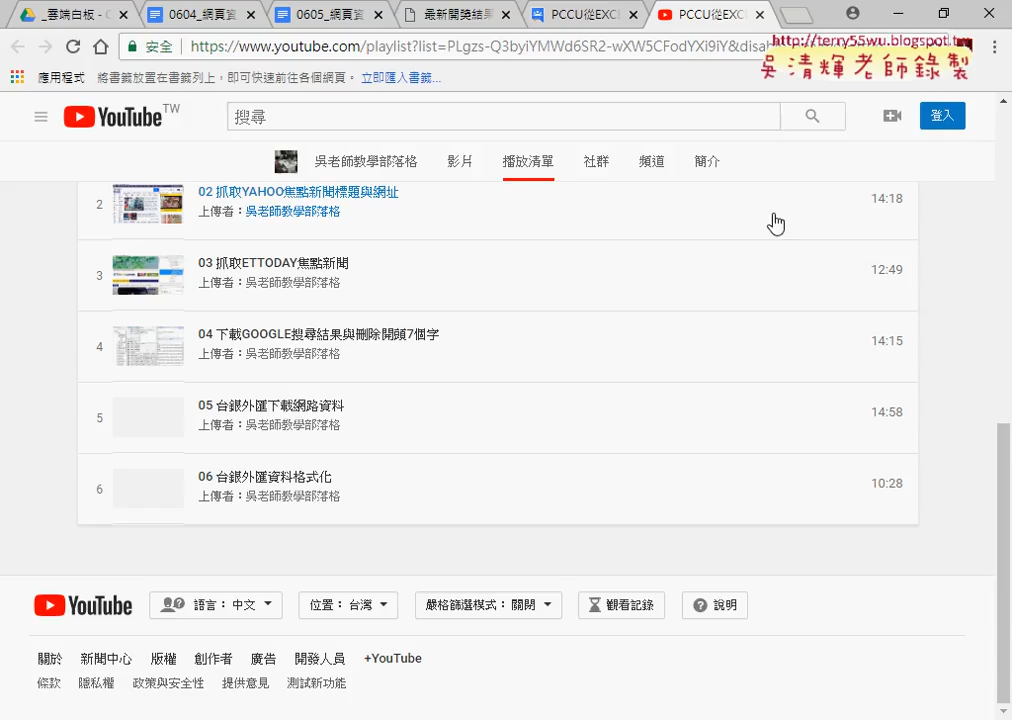 _雲端白板 - G
0604_網頁資
0605_網頁資
最新開獎結果
PCCU從EXCE
PCCU從EXCE
安全
https://www.youtube.com/playlist?list=PLgzs-Q3byiYMWd6SR2-wXW5CFodYXI9iY&disa
http://terry55wu.blogspot.tw
吳清輝老師錄製
應用程式 將書籤放置在書籤列上，即可快速前往各個網頁。 立即匯入書籤...
YouTube TW
搜尋
登入
吳老師教學部落格 影片 播放清單 社群 頻道 簡介
2 02 抓取YAHOO焦點新聞標題與網址 14:18
上傳者：吳老師教學部落格
3 03 抓取ETTODAY焦點新聞 12:49
上傳者：吳老師教學部落格
4 04 下載GOOGLE搜尋結果與刪除開頭7個字 14:15
上傳者：吳老師教學部落格
5 05 台銀外匯下載網路資料 14:58
上傳者：吳老師教學部落格
6 06 台銀外匯資料格式化 10:28
上傳者：吳老師教學部落格
YouTube 語言：中文 位置：台灣 嚴格篩選模式：關閉 觀看記錄 說明
關於 新聞中心 版權 創作者 廣告 開發人員 +YouTube
條款 隱私權 政策與安全性 提供意見 測試新功能